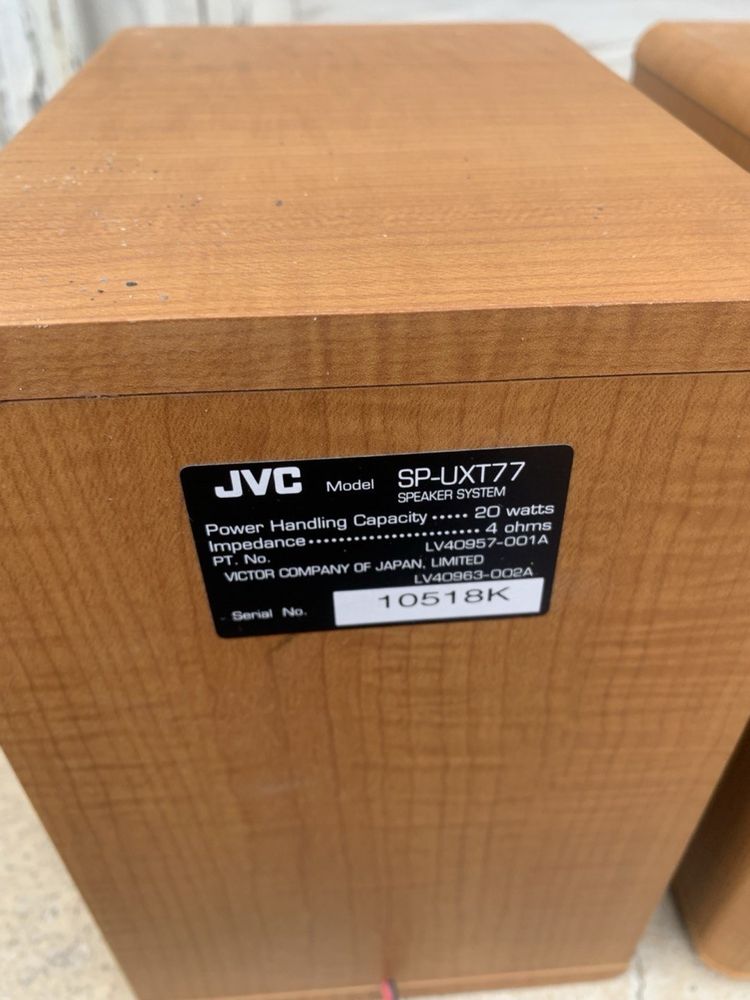 JVC Model SP-UXT77
SPEAKER SYSTEM
Power Handling Capacity ..... 20 watts
Impedance ........................ 4 ohms
PT. No. LV40957-001A
VICTOR COMPANY OF JAPAN, LIMITED
LV40963-002A
Serial No. 10518K